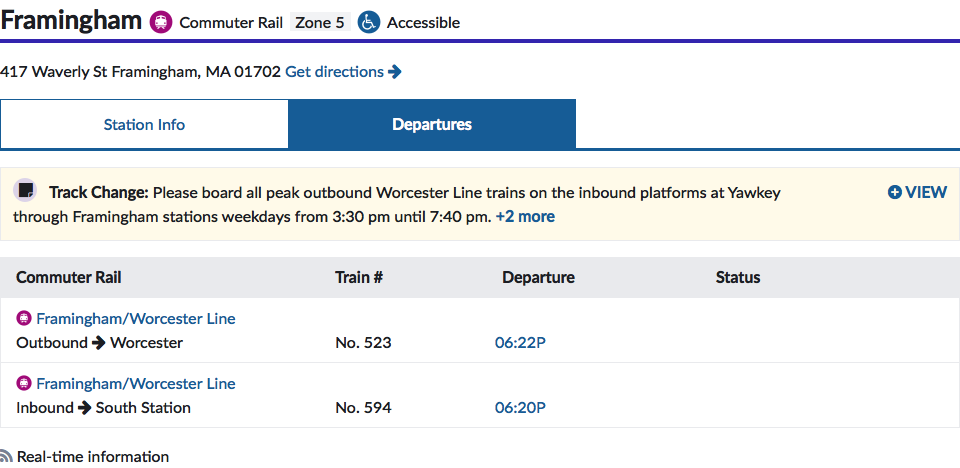 Framingham Commuter Rail Zone 5 Accessible
417 Waverly St Framingham, MA 01702 Get directions
Station Info Departures
Track Change: Please board all peak outbound Worcester Line trains on the inbound platforms at Yawkey
through Framingham stations weekdays from 3:30 pm until 7:40 pm. +2 more
VIEW
Commuter Rail Train # Departure Status
Framingham/Worcester Line
Outbound → Worcester No. 523 06:22P
Framingham/Worcester Line
Inbound → South Station No. 594 06:20P
Real-time information